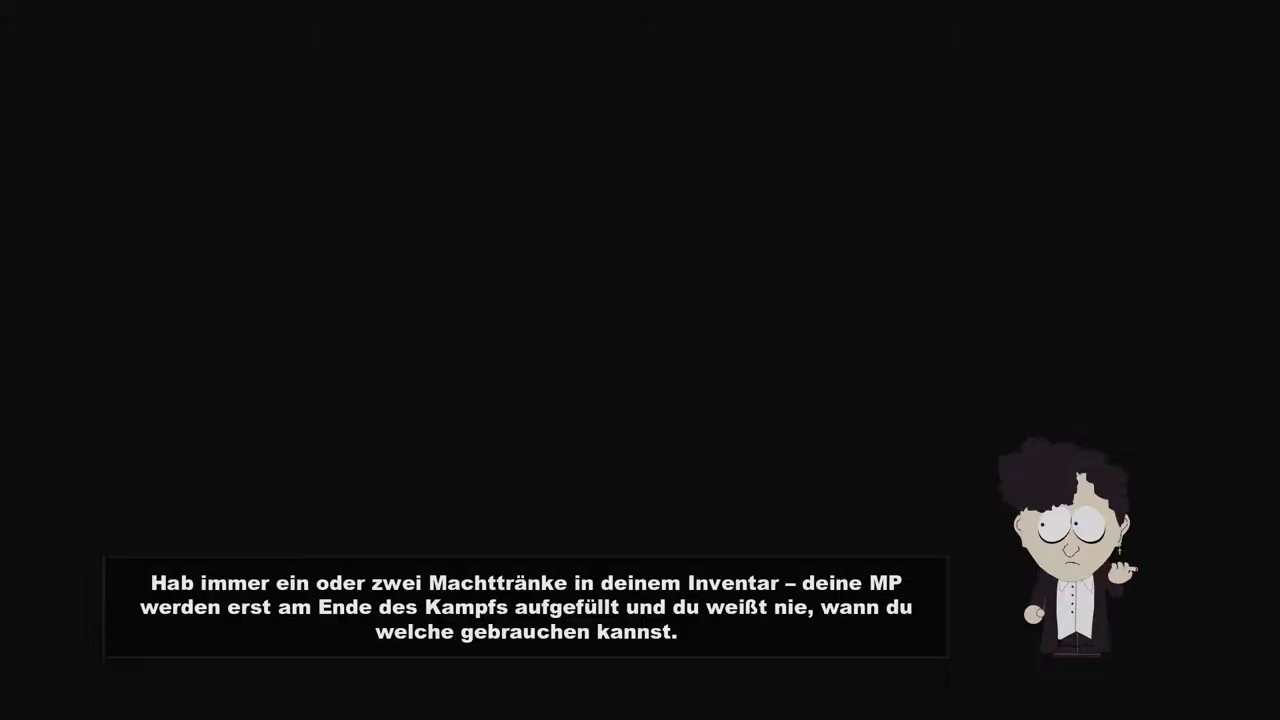 Hab immer ein oder zwei Machttränke in deinem Inventar – deine MP
werden erst am Ende des Kampfs aufgefüllt und du weißt nie, wann du
welche gebrauchen kannst.